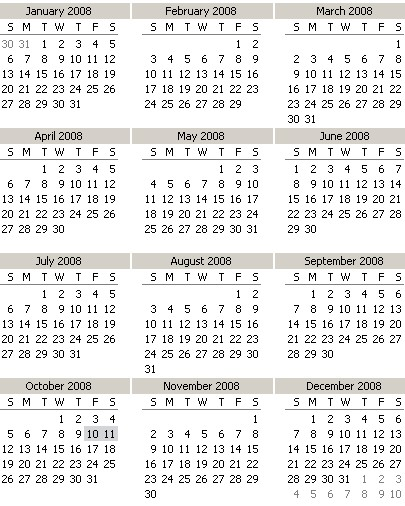 January 2008
S M T W T F S
30 31 1 2 3 4 5
6 7 8 9 10 11 12
13 14 15 16 17 18 19
20 21 22 23 24 25 26
27 28 29 30 31
February 2008
S M T W T F S
1 2
3 4 5 6 7 8 9
10 11 12 13 14 15 16
17 18 19 20 21 22 23
24 25 26 27 28 29
March 2008
S M T W T F S
1
2 3 4 5 6 7 8
9 10 11 12 13 14 15
16 17 18 19 20 21 22
23 24 25 26 27 28 29
30 31
April 2008
S M T W T F S
1 2 3 4 5
6 7 8 9 10 11 12
13 14 15 16 17 18 19
20 21 22 23 24 25 26
27 28 29 30
May 2008
S M T W T F S
1 2 3
4 5 6 7 8 9 10
11 12 13 14 15 16 17
18 19 20 21 22 23 24
25 26 27 28 29 30 31
June 2008
S M T W T F S
1 2 3 4 5 6 7
8 9 10 11 12 13 14
15 16 17 18 19 20 21
22 23 24 25 26 27 28
29 30
July 2008
S M T W T F S
1 2 3 4 5
6 7 8 9 10 11 12
13 14 15 16 17 18 19
20 21 22 23 24 25 26
27 28 29 30 31
August 2008
S M T W T F S
1 2
3 4 5 6 7 8 9
10 11 12 13 14 15 16
17 18 19 20 21 22 23
24 25 26 27 28 29 30
31
September 2008
S M T W T F S
1 2 3 4 5 6
7 8 9 10 11 12 13
14 15 16 17 18 19 20
21 22 23 24 25 26 27
28 29 30
October 2008
S M T W T F S
1 2 3 4
5 6 7 8 9 10 11
12 13 14 15 16 17 18
19 20 21 22 23 24 25
26 27 28 29 30 31
November 2008
S M T W T F S
1
2 3 4 5 6 7 8
9 10 11 12 13 14 15
16 17 18 19 20 21 22
23 24 25 26 27 28 29
30
December 2008
S M T W T F S
1 2 3 4 5 6
7 8 9 10 11 12 13
14 15 16 17 18 19 20
21 22 23 24 25 26 27
28 29 30 31 1 2 3
4 5 6 7 8 9 10